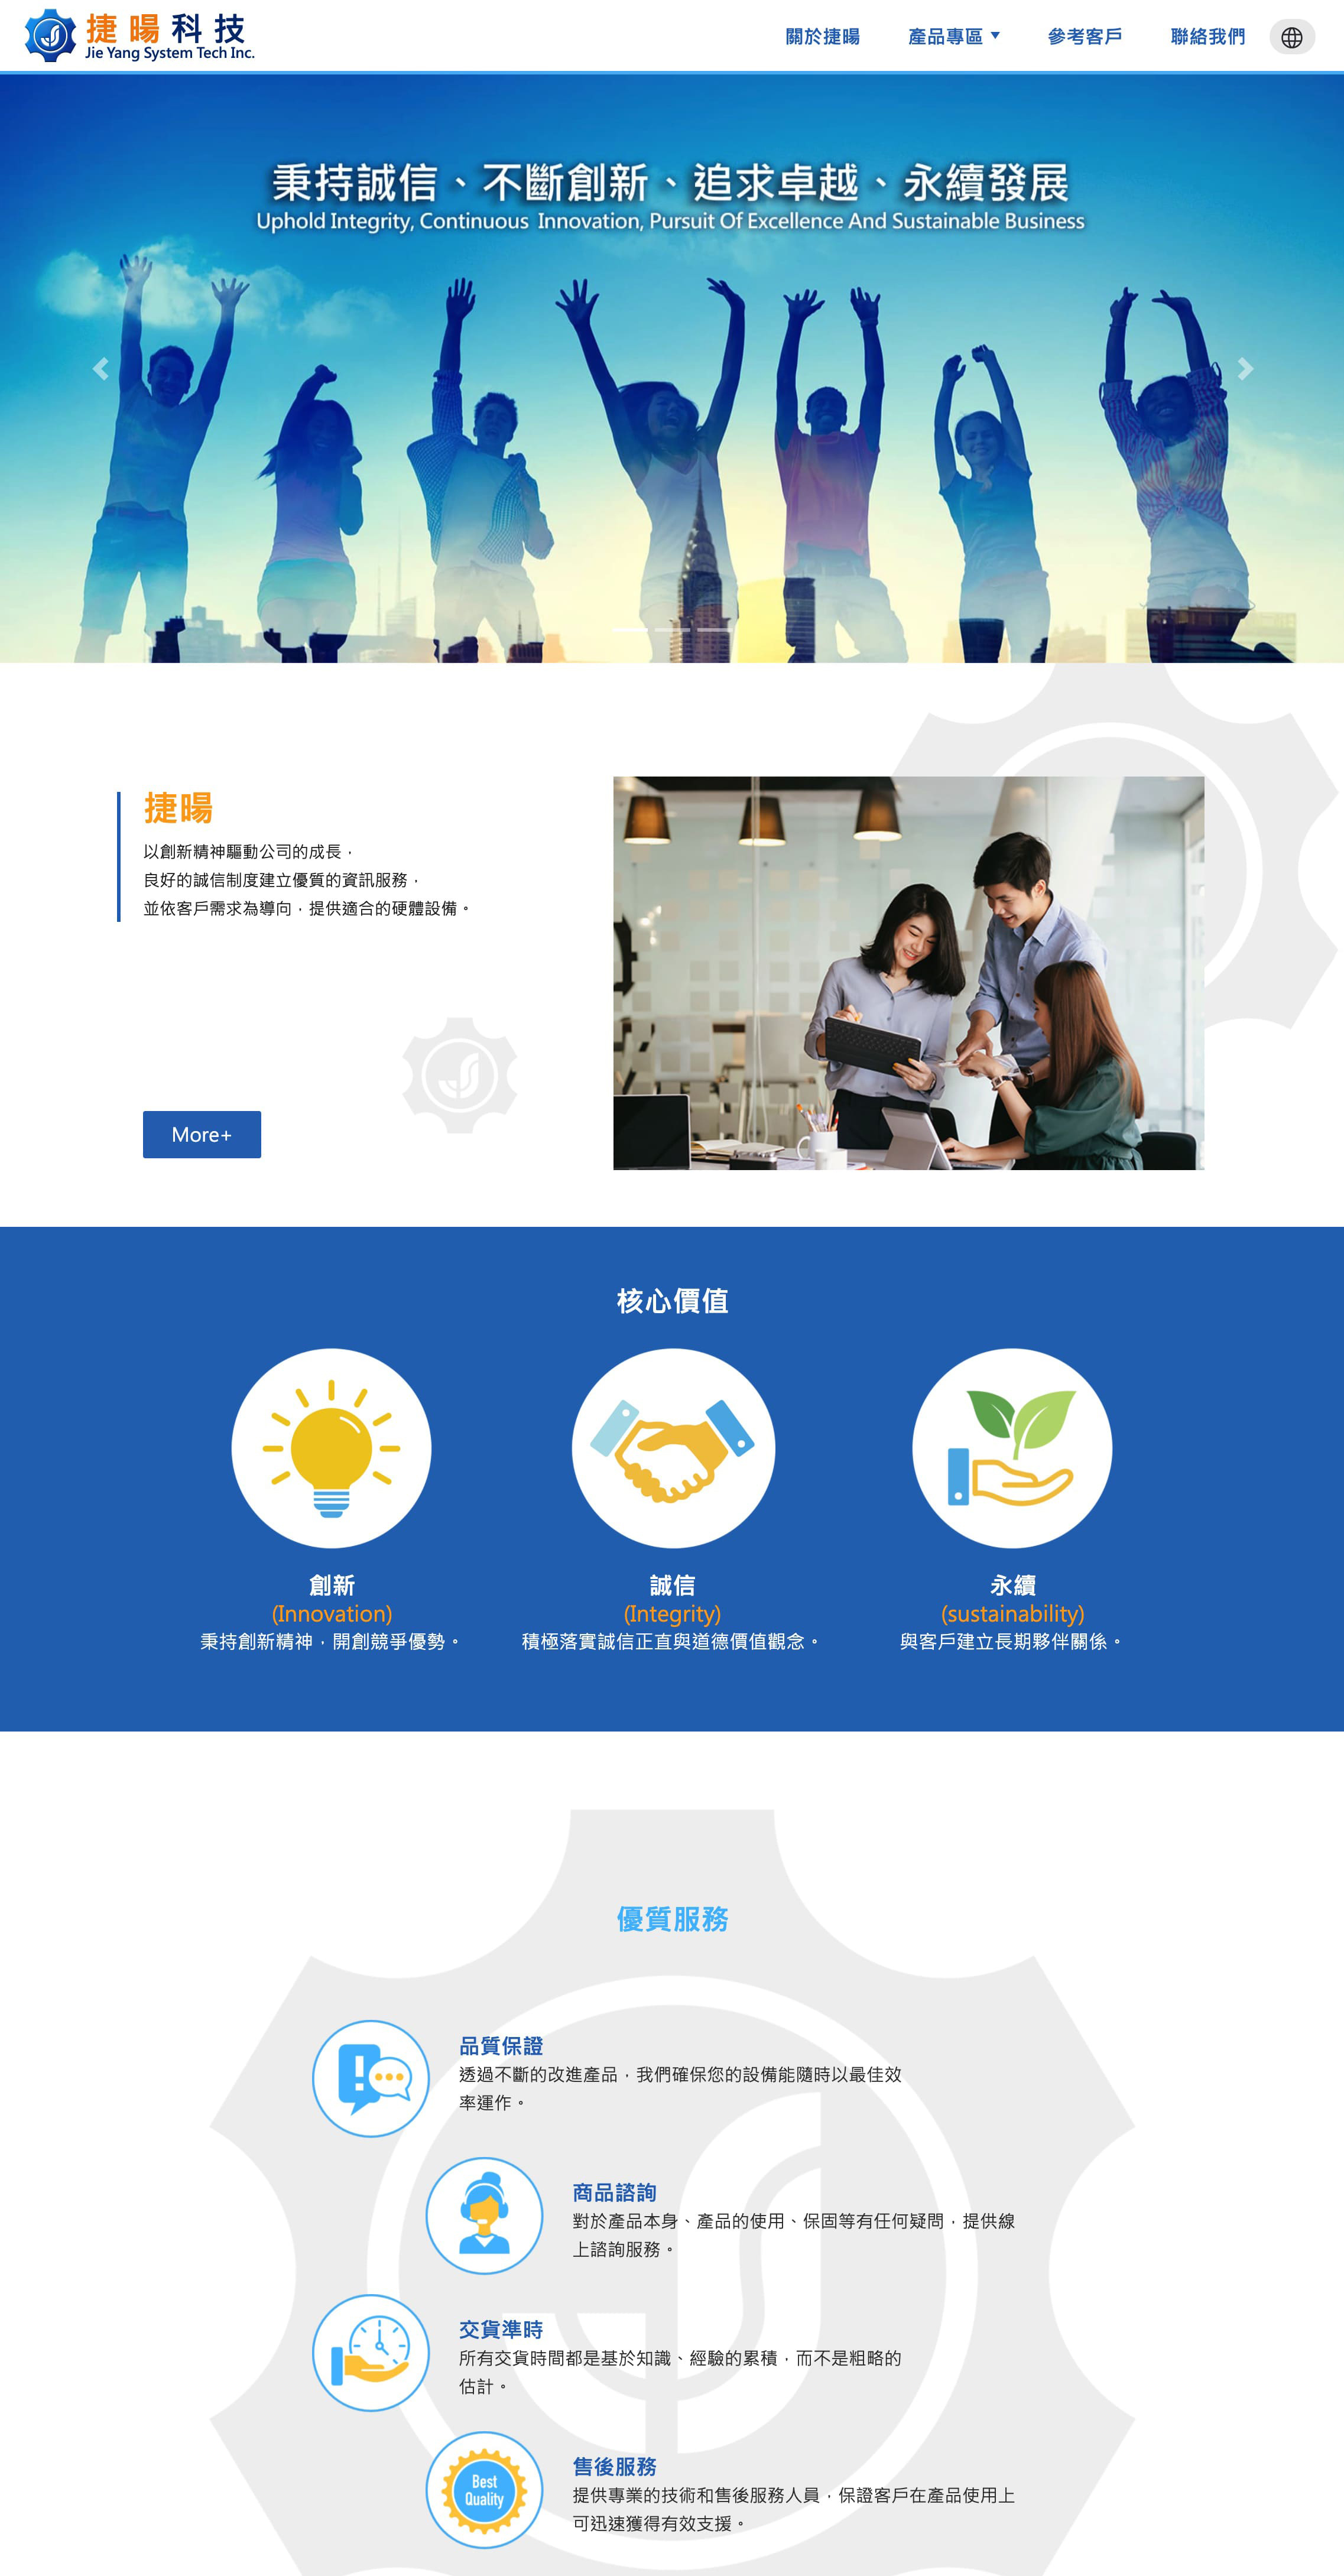 捷暘科技
Jie Yang System Tech Inc.
關於捷暘
產品專區
參考客戶
聯絡我們
秉持誠信、不斷創新、追求卓越、永續發展
Uphold Integrity, Continuous Innovation, Pursuit Of Excellence And Sustainable Business
捷暘
以創新精神驅動公司的成長，
良好的誠信制度建立優質的資訊服務，
並依客戶需求為導向，提供適合的硬體設備。
More+
核心價值
創新
(Innovation)
秉持創新精神，開創競爭優勢。
誠信
(Integrity)
積極落實誠信正直與道德價值觀念。
永續
(sustainability)
與客戶建立長期夥伴關係。
優質服務
品質保證
透過不斷的改進產品，我們確保您的設備能隨時以最佳效
率運作。
商品諮詢
對於產品本身、產品的使用、保固等有任何疑問，提供線
上諮詢服務。
交貨準時
所有交貨時間都是基於知識、經驗的累積，而不是粗略的
估計。
Best
Quality
售後服務
提供專業的技術和售後服務人員，保證客戶在產品使用上
可迅速獲得有效支援。